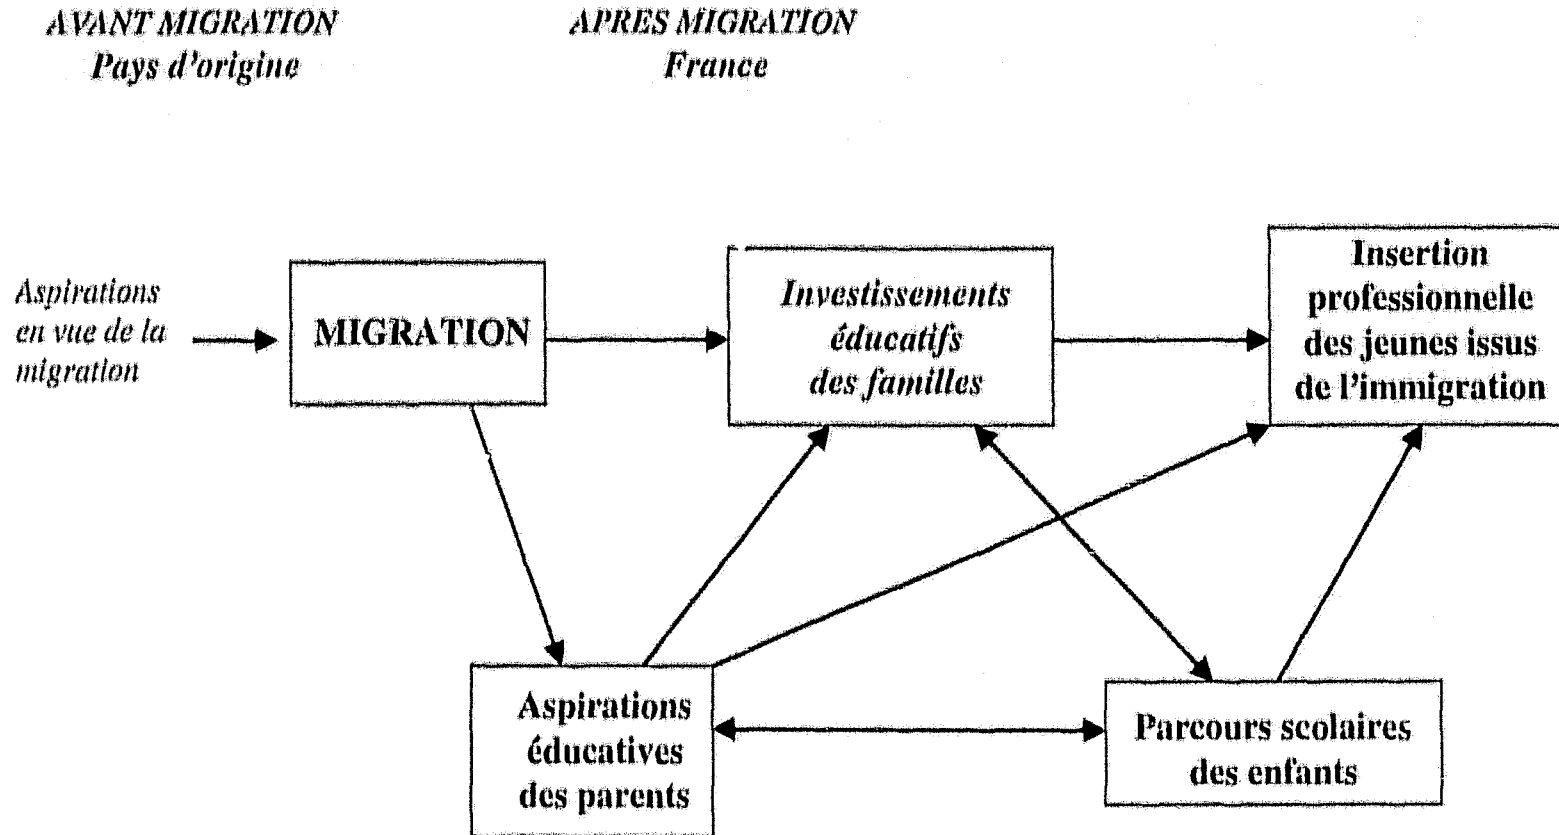 AVANT MIGRATION
Pays d'origine
APRES MIGRATION
France
Aspirations
en vue de la
migration
MIGRATION
Investissements
éducatifs
des familles
Insertion
professionnelle
des jeunes issus
de l'immigration
Aspirations
éducatives
des parents
Parcours scolaires
des enfants